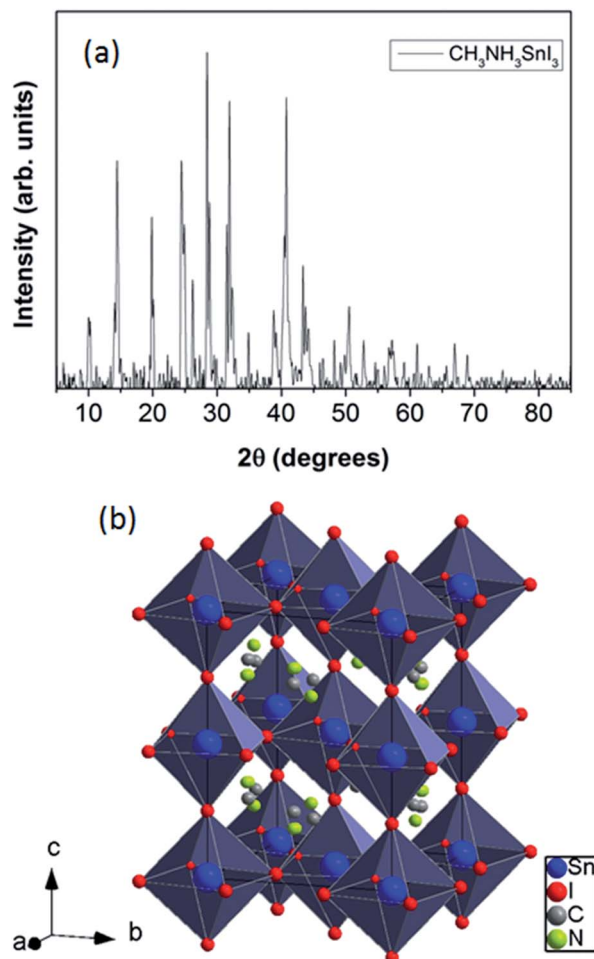 (a)
CH₃NH₃SnI₃
Intensity (arb. units)
10 20 30 40 50 60 70 80
2θ (degrees)
(b)
c
a
b
Sn
I
C
N